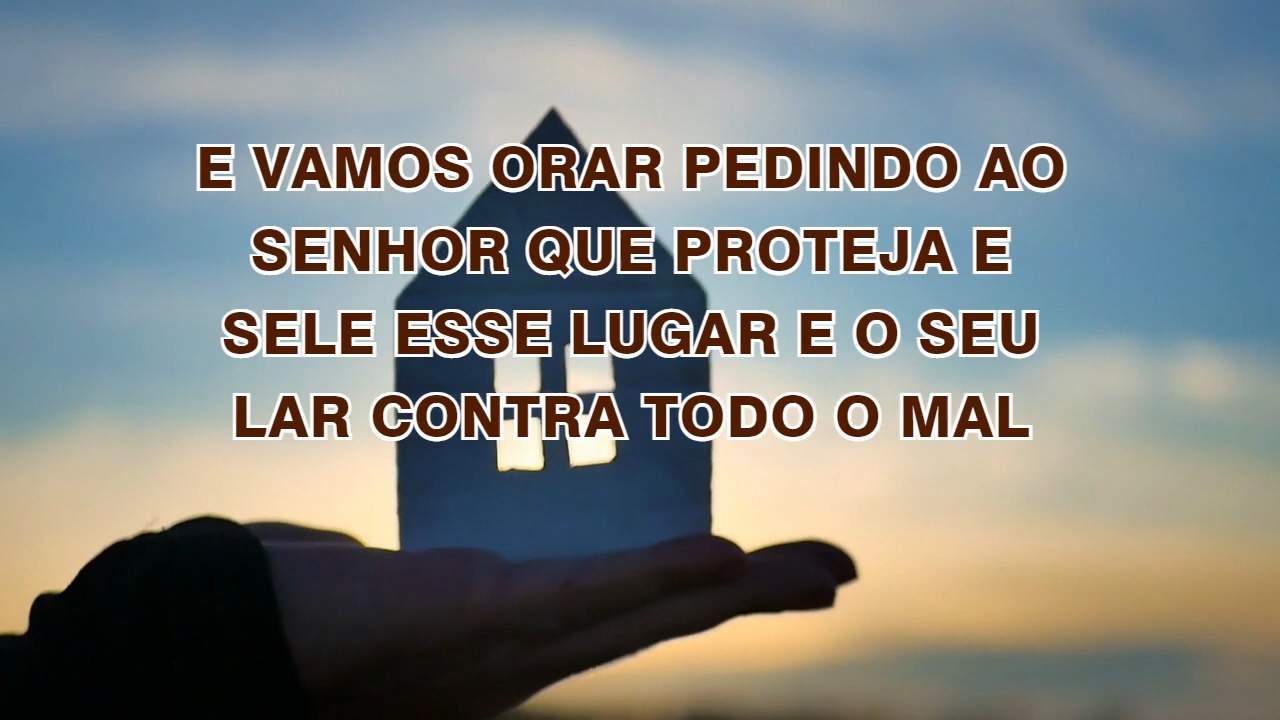 E VAMOS ORAR PEDINDO AO
SENHOR QUE PROTEJA E
SELE ESSE LUGAR E O SEU
LAR CONTRA TODO O MAL